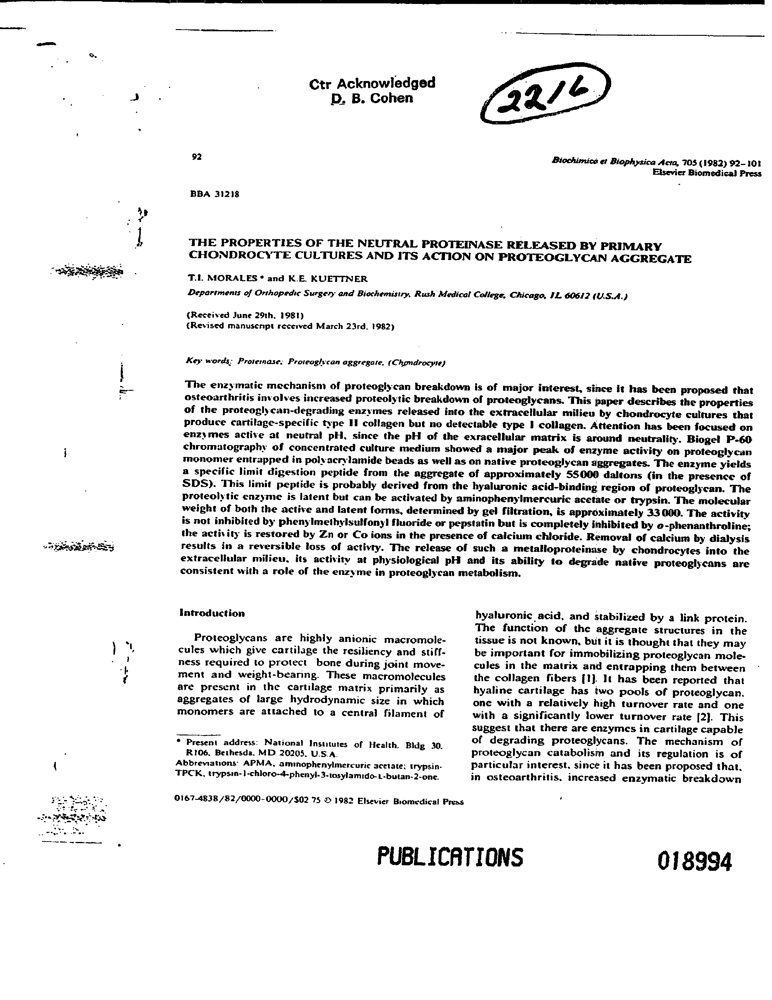 Ctr Acknowledged
D. B. Cohen
2216
92
Biochimica et Biophysica Acta, 705 (1982) 92–101
Elsevier Biomedical Press
BBA 31218
THE PROPERTIES OF THE NEUTRAL PROTEINASE RELEASED BY PRIMARY
CHONDROCYTE CULTURES AND ITS ACTION ON PROTEOGLYCAN AGGREGATE
T.I. MORALES * and K.E. KUETTNER
Departments of Orthopedic Surgery and Biochemistry, Rush Medical College, Chicago, IL 60612 (U.S.A.)
(Received June 29th, 1981)
(Revised manuscript received March 23rd, 1982)
Key words: Proteinase; Proteoglycan aggregate, (Chondrocyte)
The enzymatic mechanism of proteoglycan breakdown is of major interest, since it has been proposed that
osteoarthritis involves increased proteolytic breakdown of proteoglycans. This paper describes the properties
of the proteoglycan-degrading enzymes released into the extracellular milieu by chondrocyte cultures that
produce cartilage-specific type II collagen but no detectable type I collagen. Attention has been focused on
enzymes active at neutral pH, since the pH of the exracellular matrix is around neutrality. Biogel P-60
chromatography of concentrated culture medium showed a major peak of enzyme activity on proteoglycan
monomer entrapped in polyacrylamide beads as well as on native proteoglycan aggregates. The enzyme yields
a specific limit digestion peptide from the aggregate of approximately 55000 daltons (in the presence of
SDS). This limit peptide is probably derived from the hyaluronic acid-binding region of proteoglycan. The
proteolytic enzyme is latent but can be activated by aminophenylmercuric acetate or trypsin. The molecular
weight of both the active and latent forms, determined by gel filtration, is approximately 33000. The activity
is not inhibited by phenylmethylsulfonyl fluoride or pepstatin but is completely inhibited by o-phenanthroline;
the activity is restored by Zn or Co ions in the presence of calcium chloride. Removal of calcium by dialysis
results in a reversible loss of activty. The release of such a metalloproteinase by chondrocytes into the
extracellular milieu, its activity at physiological pH and its ability to degrade native proteoglycans are
consistent with a role of the enzyme in proteoglycan metabolism.
Introduction
Proteoglycans are highly anionic macromole-
cules which give cartilage the resiliency and stiff-
ness required to protect bone during joint move-
ment and weight-bearing. These macromolecules
are present in the cartilage matrix primarily as
aggregates of large hydrodynamic size in which
monomers are attached to a central filament of
* Present address: National Institutes of Health, Bldg 30,
R106, Bethesda, MD 20205, U.S.A.
Abbreviations: APMA, aminophenylmercuric acetate; trypsin-
TPCK, trypsin-1-chloro-4-phenyl-3-tosylamido-L-butan-2-one.
hyaluronic acid, and stabilized by a link protein.
The function of the aggregate structures in the
tissue is not known, but it is thought that they may
be important for immobilizing proteoglycan mole-
cules in the matrix and entrapping them between
the collagen fibers [1]. It has been reported that
hyaline cartilage has two pools of proteoglycan,
one with a relatively high turnover rate and one
with a significantly lower turnover rate [2]. This
suggest that there are enzymes in cartilage capable
of degrading proteoglycans. The mechanism of
proteoglycan catabolism and its regulation is of
particular interest, since it has been proposed that,
in osteoarthritis, increased enzymatic breakdown
0167-4838/82/0000-0000/$02 75 © 1982 Elsevier Biomedical Press
PUBLICATIONS
018994